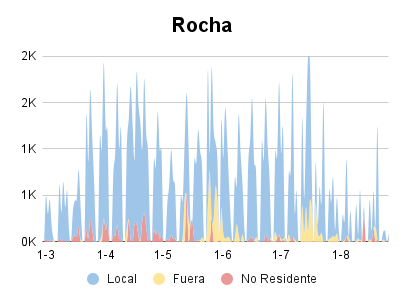 Rocha
2K
2K
1K
1K
0K
1-3 1-4 1-5 1-6 1-7 1-8
Local Fuera No Residente